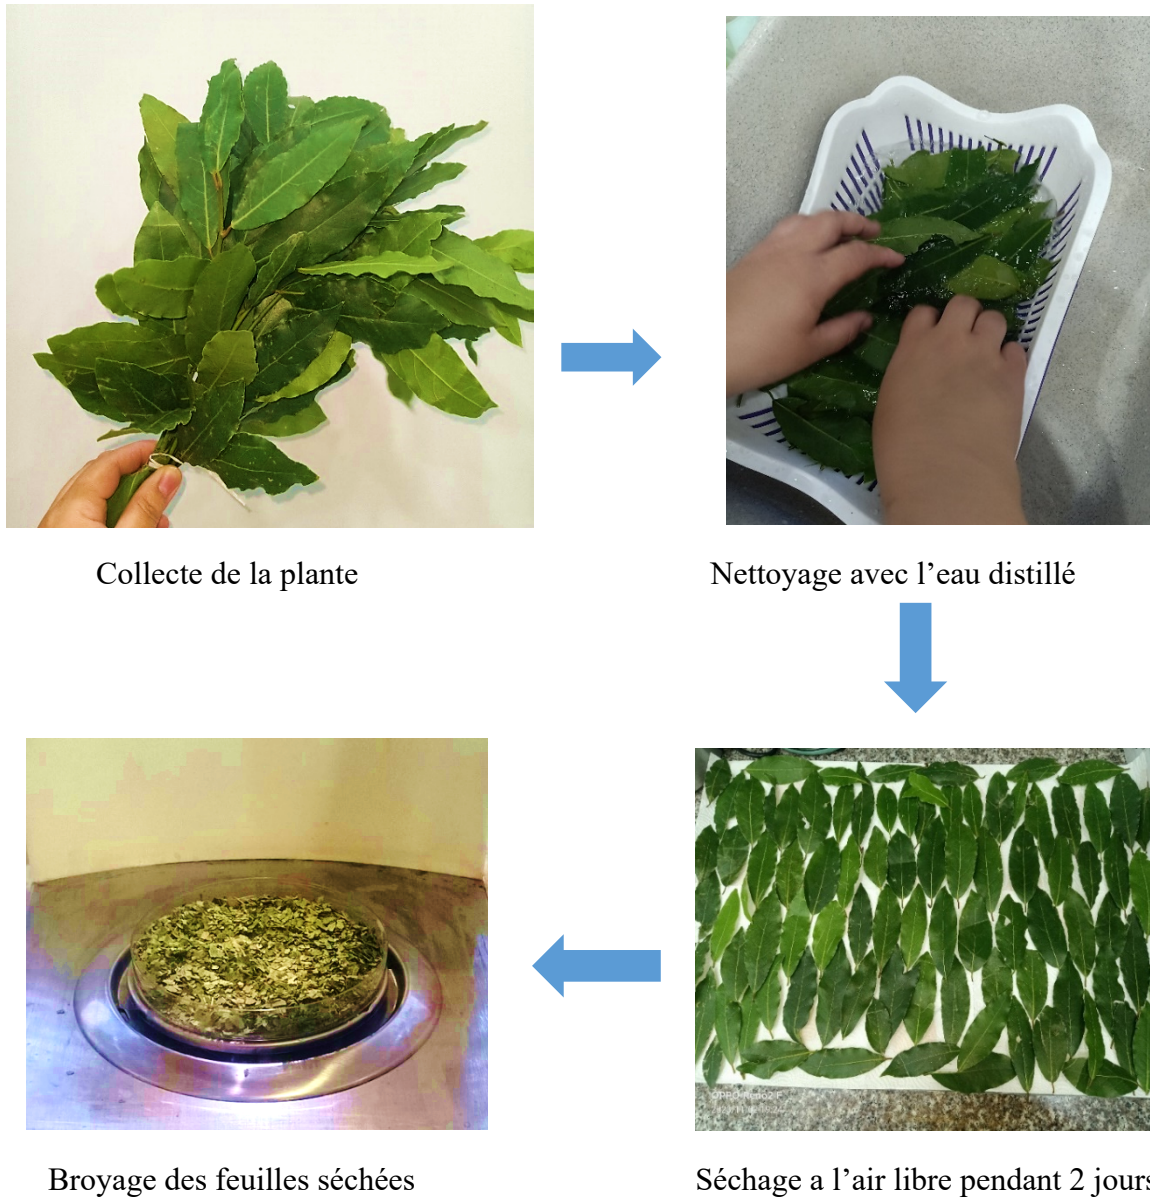 Collecte de la plante
Nettoyage avec l’eau distillé
Séchage a l’air libre pendant 2 jours
Broyage des feuilles séchées